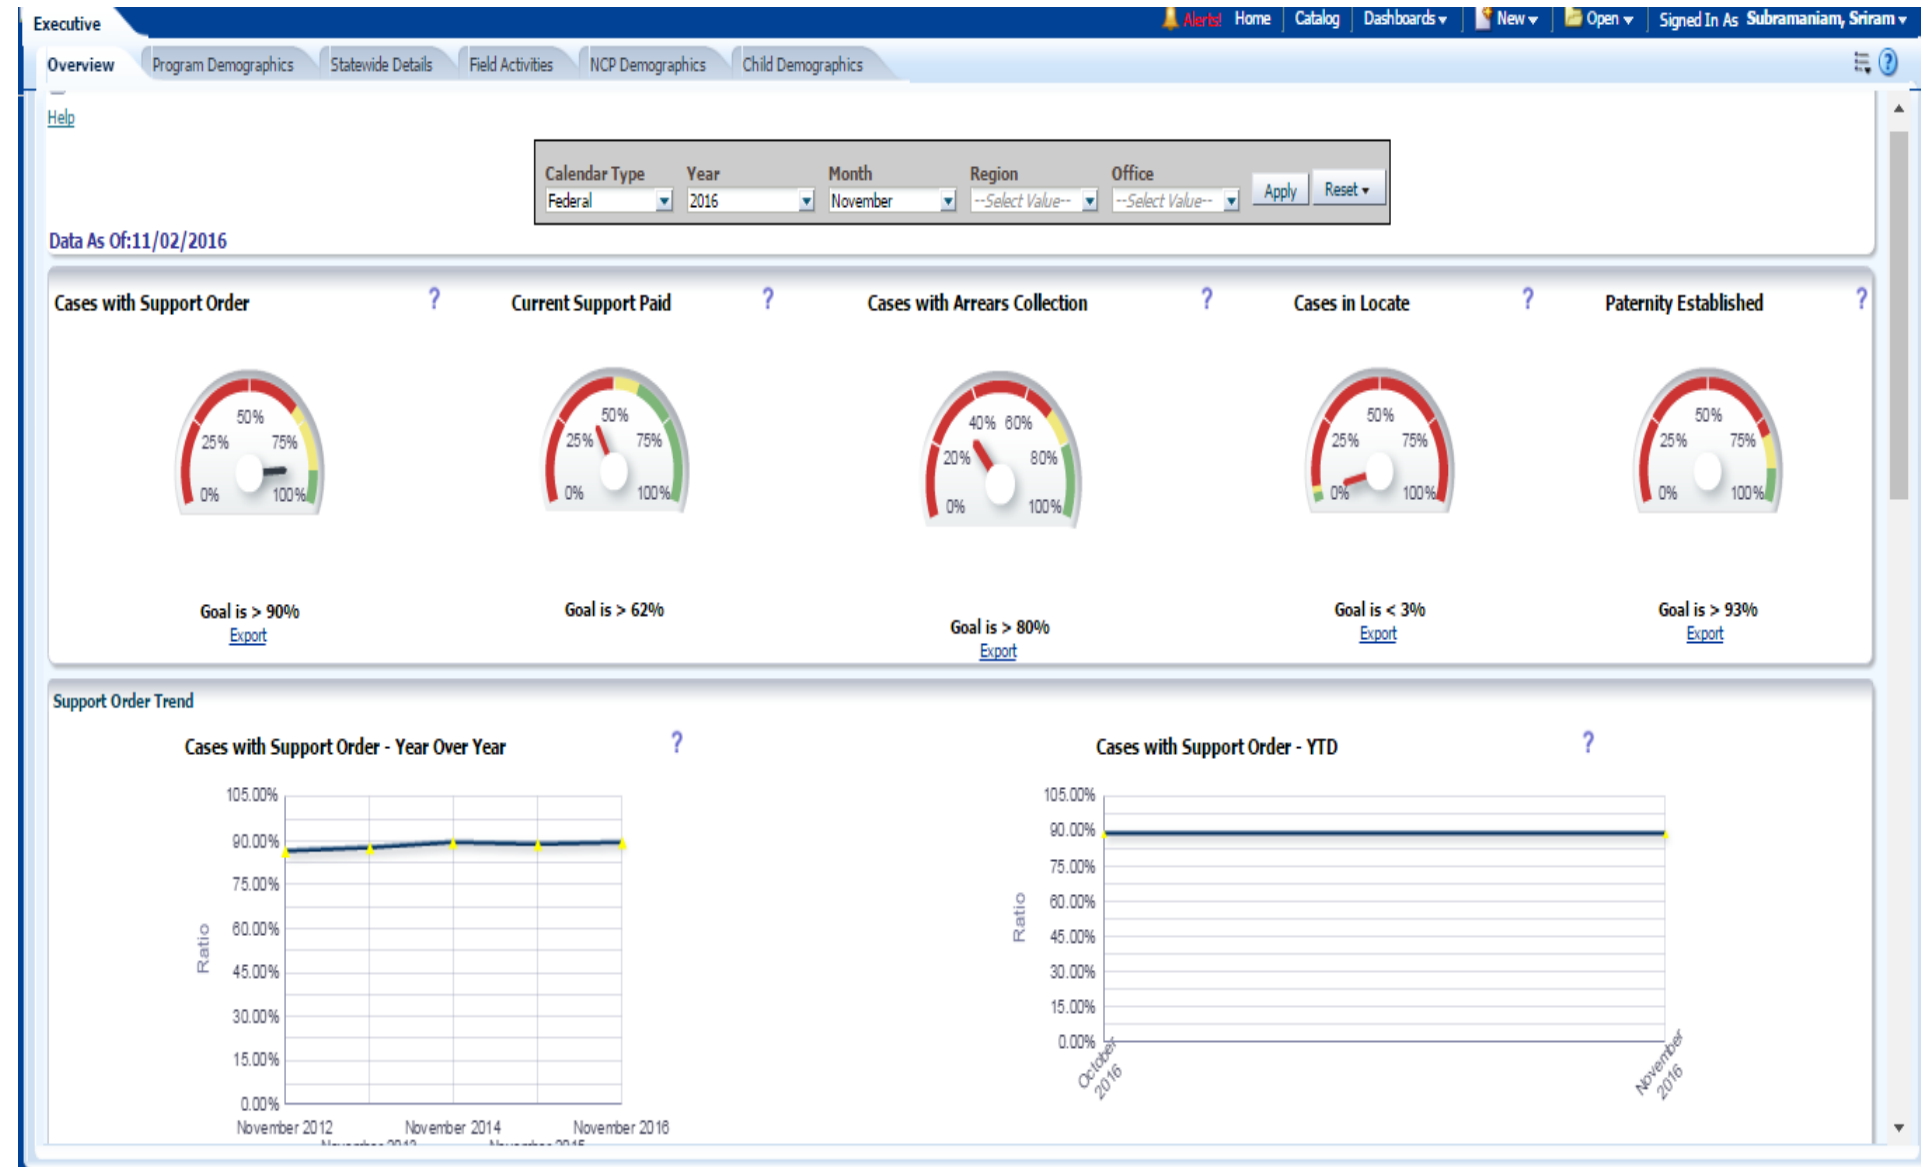 Executive
Alerts! Home Catalog Dashboards New Open Signed In As Subramaniam, Sriram
Overview Program Demographics Statewide Details Field Activities NCP Demographics Child Demographics
Help
Calendar Type Year Month Region Office
Federal 2016 November --Select Value-- --Select Value-- Apply Reset
Data As Of:11/02/2016
Cases with Support Order ?
50%
25% 75%
0% 100%
Goal is > 90%
Export
Current Support Paid ?
50%
25% 75%
0% 100%
Goal is > 62%
Cases with Arrears Collection ?
40% 60%
20% 80%
0% 100%
Goal is > 80%
Export
Cases in Locate ?
50%
25% 75%
0% 100%
Goal is < 3%
Export
Paternity Established ?
50%
25% 75%
0% 100%
Goal is > 93%
Export
Support Order Trend
Cases with Support Order - Year Over Year ?
105.00%
90.00%
75.00%
60.00%
45.00%
30.00%
15.00%
0.00%
Ratio
November 2012 November 2014 November 2016
November 2013 November 2015
Cases with Support Order - YTD ?
105.00%
90.00%
75.00%
60.00%
45.00%
30.00%
15.00%
0.00%
Ratio
October
2016
November
2016